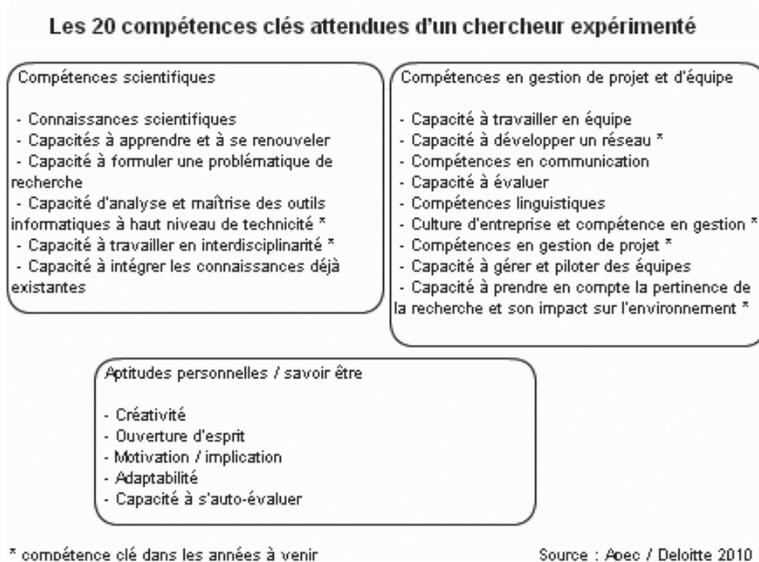 Les 20 compétences clés attendues d'un chercheur expérimenté
Compétences scientifiques
- Connaissances scientifiques
- Capacités à apprendre et à se renouveler
- Capacité à formuler une problématique de
recherche
- Capacité d'analyse et maîtrise des outils
informatiques à haut niveau de technicité *
- Capacité à travailler en interdisciplinarité *
- Capacité à intégrer les connaissances déjà
existantes
Compétences en gestion de projet et d'équipe
- Capacité à travailler en équipe
- Capacité à développer un réseau *
- Compétences en communication
- Capacité à évaluer
- Compétences linguistiques
- Culture d'entreprise et compétence en gestion *
- Compétences en gestion de projet *
- Capacité à gérer et piloter des équipes
- Capacité à prendre en compte la pertinence de
la recherche et son impact sur l'environnement *
Aptitudes personnelles / savoir être
- Créativité
- Ouverture d'esprit
- Motivation / implication
- Adaptabilité
- Capacité à s'auto-évaluer
* compétence clé dans les années à venir
Source : Apec / Deloitte 2010